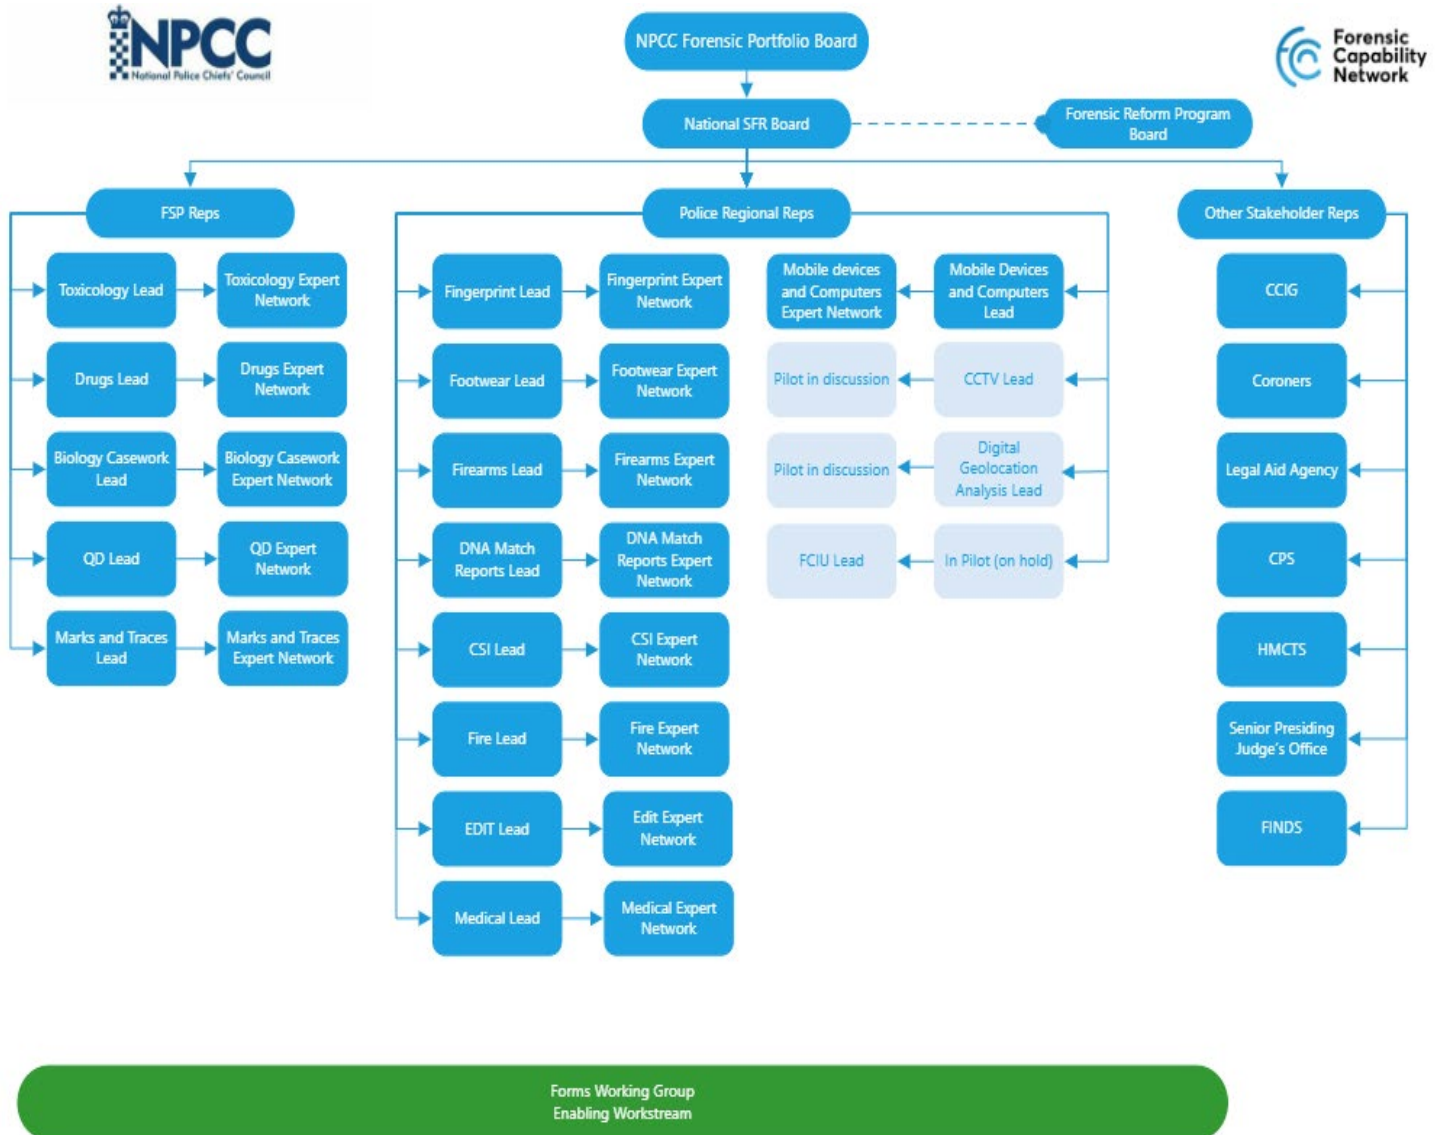 NPCC
National Police Chiefs' Council
NPCC Forensic Portfolio Board
Forensic
Capability
Network
National SFR Board
Forensic Reform Program
Board
FSP Reps
Police Regional Reps
Other Stakeholder Reps
Toxicology Lead
Toxicology Expert
Network
Drugs Lead
Drugs Expert
Network
Biology Casework
Lead
Biology Casework
Expert Network
QD Lead
QD Expert
Network
Marks and Traces
Lead
Marks and Traces
Expert Network
Fingerprint Lead
Fingerprint Expert
Network
Footwear Lead
Footwear Expert
Network
Firearms Lead
Firearms Expert
Network
DNA Match
Reports Lead
DNA Match
Reports Expert
Network
CSI Lead
CSI Expert
Network
Fire Lead
Fire Expert
Network
EDIT Lead
Edit Expert
Network
Medical Lead
Medical Expert
Network
Mobile devices
and Computers
Expert Network
Mobile Devices
and Computers
Lead
Pilot in discussion
CCTV Lead
Pilot in discussion
Digital
Geolocation
Analysis Lead
FCIU Lead
In Pilot (on hold)
CCIG
Coroners
Legal Aid Agency
CPS
HMCTS
Senior Presiding
Judge's Office
FINDS
Forms Working Group
Enabling Workstream